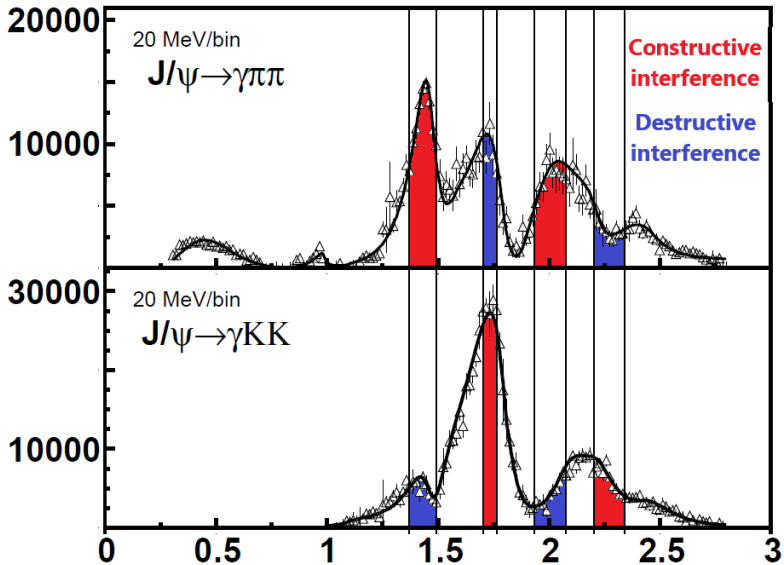 20000
20 MeV/bin
J/ψ→γππ
Constructive
interference
Destructive
interference
10000
30000
20 MeV/bin
J/ψ→γKK
10000
0 0.5 1 1.5 2 2.5 3